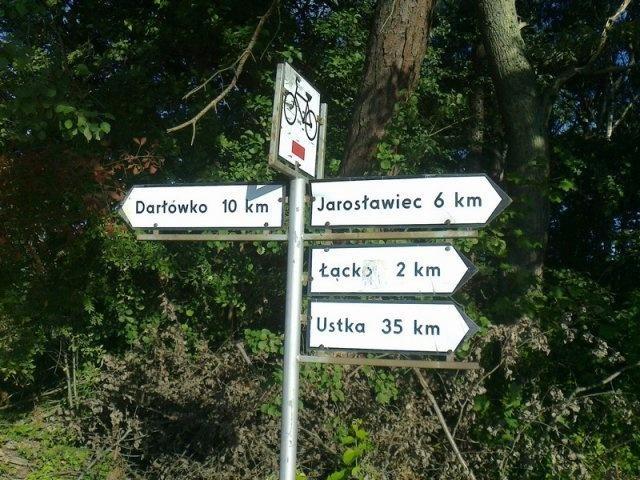 Darłówko 10 km
Jarosławiec 6 km
Łącko 2 km
Ustka 35 km